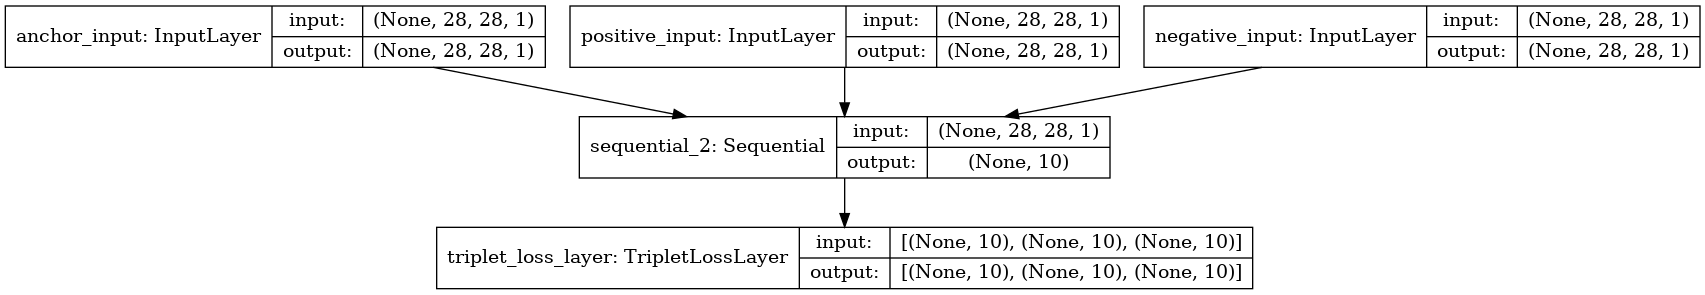 anchor_input: InputLayer
input:
(None, 28, 28, 1)
output:
(None, 28, 28, 1)
positive_input: InputLayer
input:
(None, 28, 28, 1)
output:
(None, 28, 28, 1)
negative_input: InputLayer
input:
(None, 28, 28, 1)
output:
(None, 28, 28, 1)
sequential_2: Sequential
input:
(None, 28, 28, 1)
output:
(None, 10)
triplet_loss_layer: TripletLossLayer
input:
[(None, 10), (None, 10), (None, 10)]
output:
[(None, 10), (None, 10), (None, 10)]